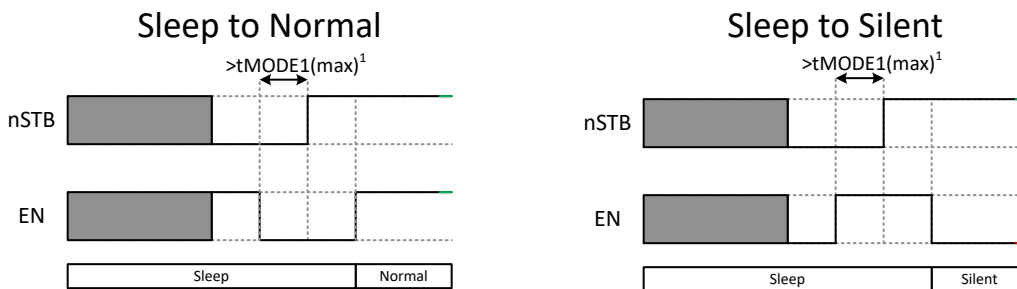 Sleep to Normal
>tMODE1(max)1
nSTB
EN
Sleep
Normal
Sleep to Silent
>tMODE1(max)1
nSTB
EN
Sleep
Silent